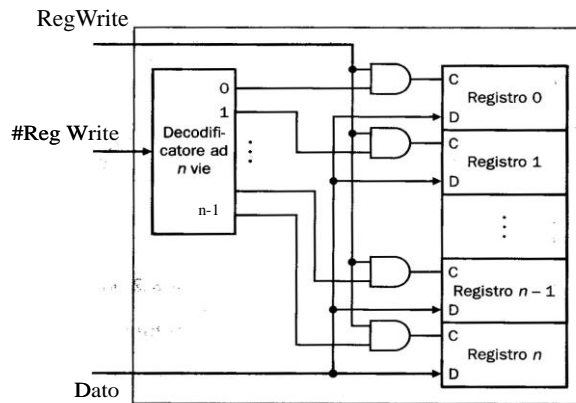 RegWrite
0
1
#Reg Write
Decodifi-
catore ad
n vie
n-1
Dato
C
Registro 0
D
C
Registro 1
D
C
Registro n – 1
D
C
Registro n
D